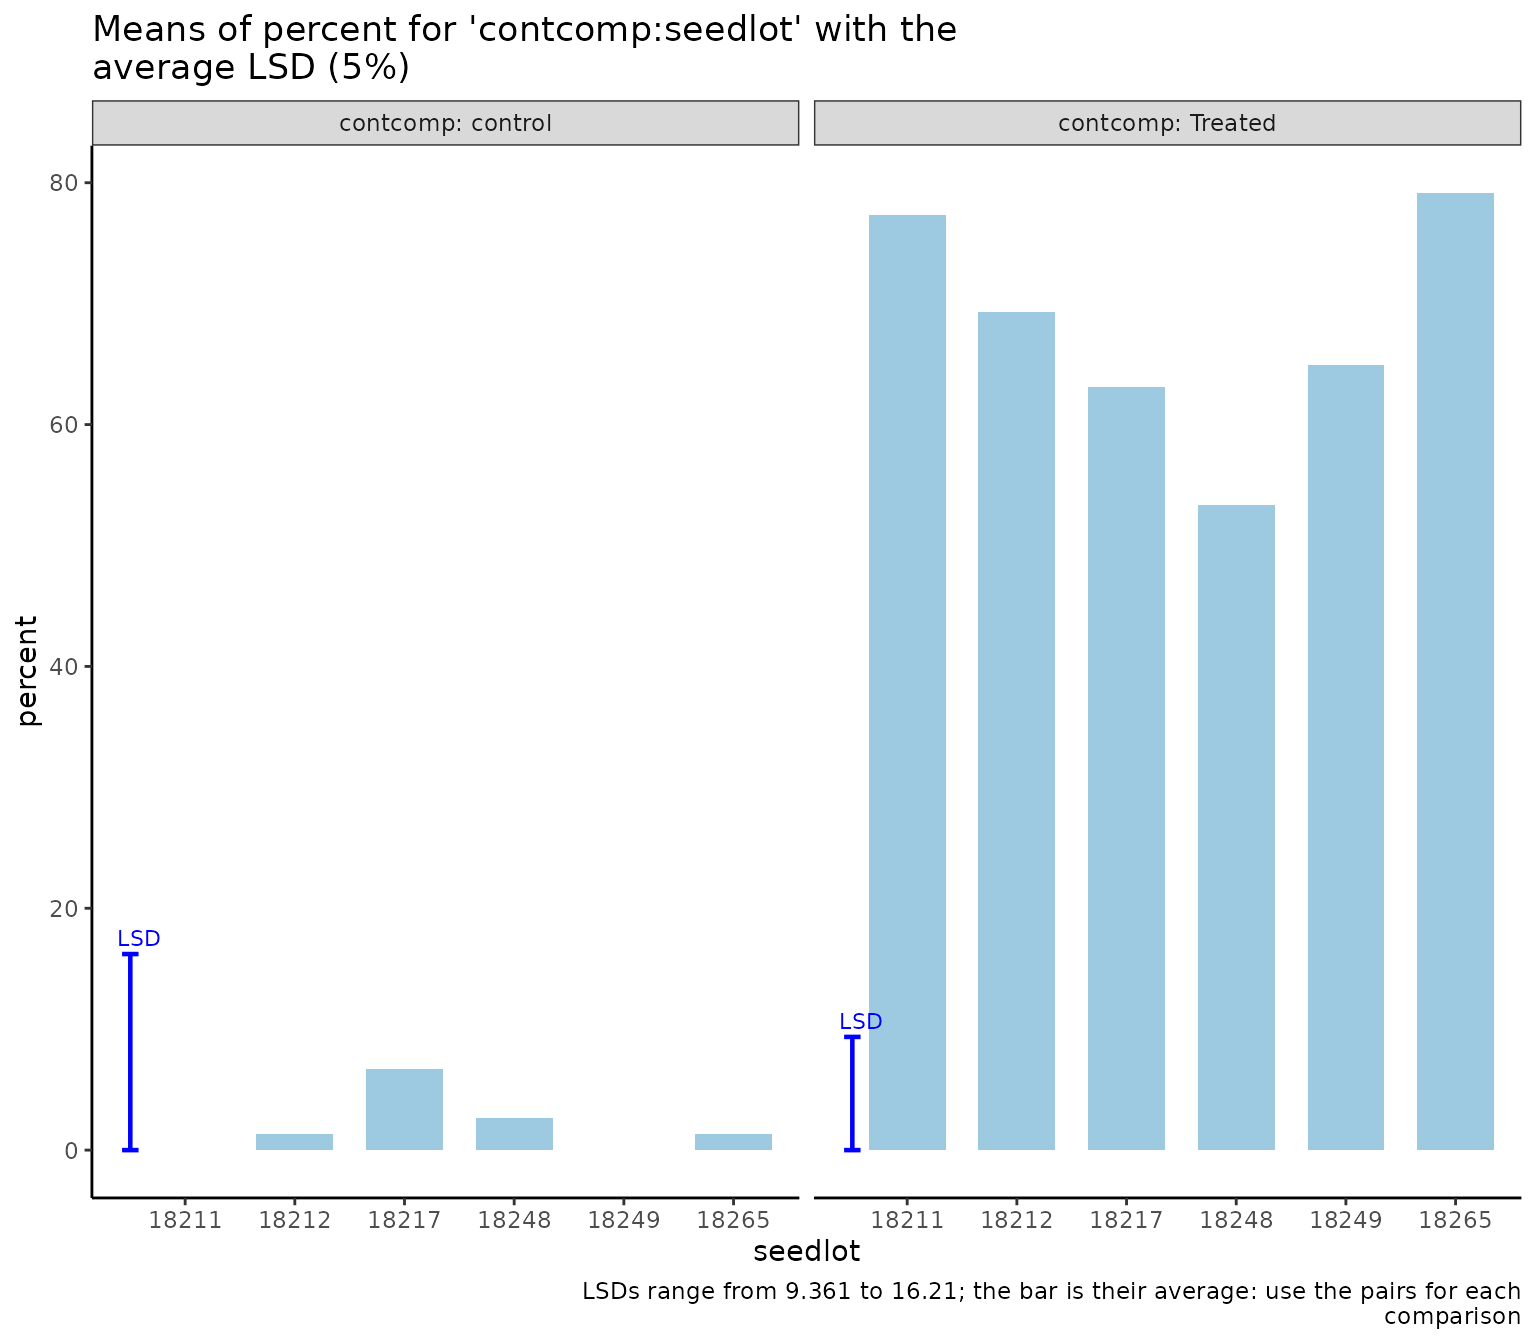 Means of percent for 'contcomp:seedlot' with the
average LSD (5%)
contcomp: control
contcomp: Treated
80
60
40
20
0
percent
LSD
LSD
18211 18212 18217 18248 18249 18265
18211 18212 18217 18248 18249 18265
seedlot
LSDs range from 9.361 to 16.21; the bar is their average: use the pairs for each
comparison